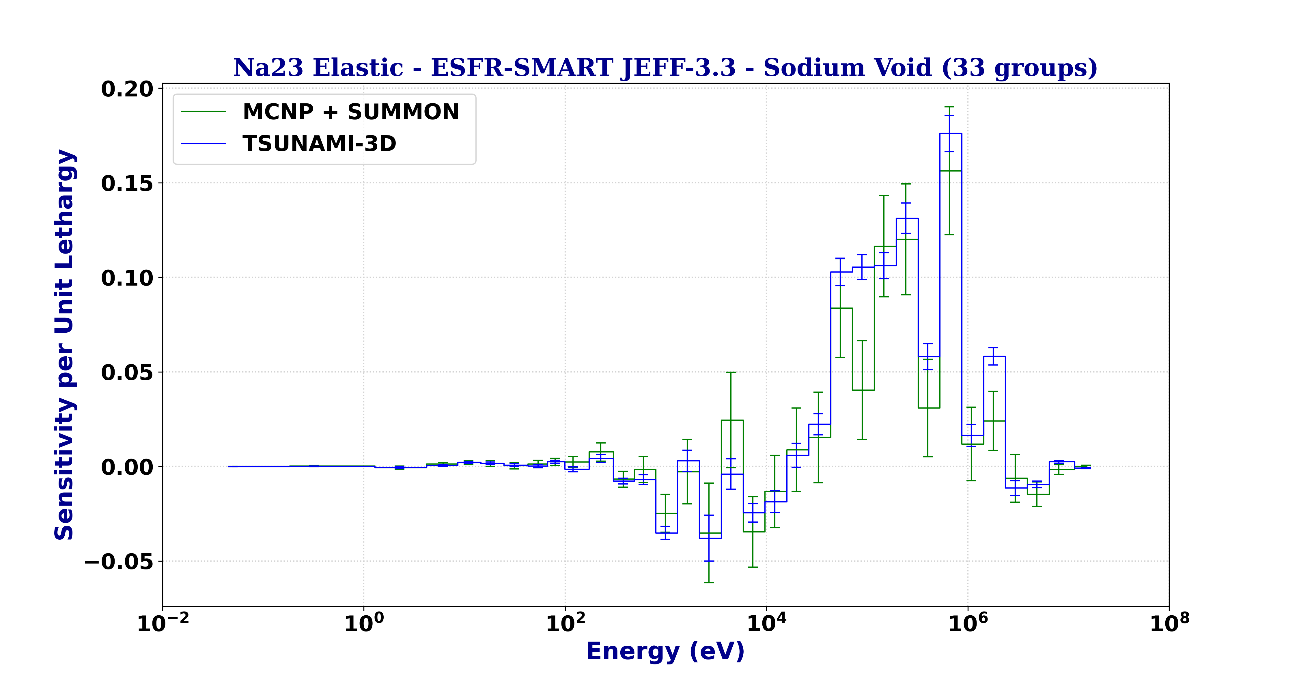 Na23 Elastic - ESFR-SMART JEFF-3.3 - Sodium Void (33 groups)
MCNP + SUMMON
TSUNAMI-3D
Sensitivity per Unit Lethargy
0.20
0.15
0.10
0.05
0.00
−0.05
10⁻² 10⁰ 10² 10⁴ 10⁶ 10⁸
Energy (eV)